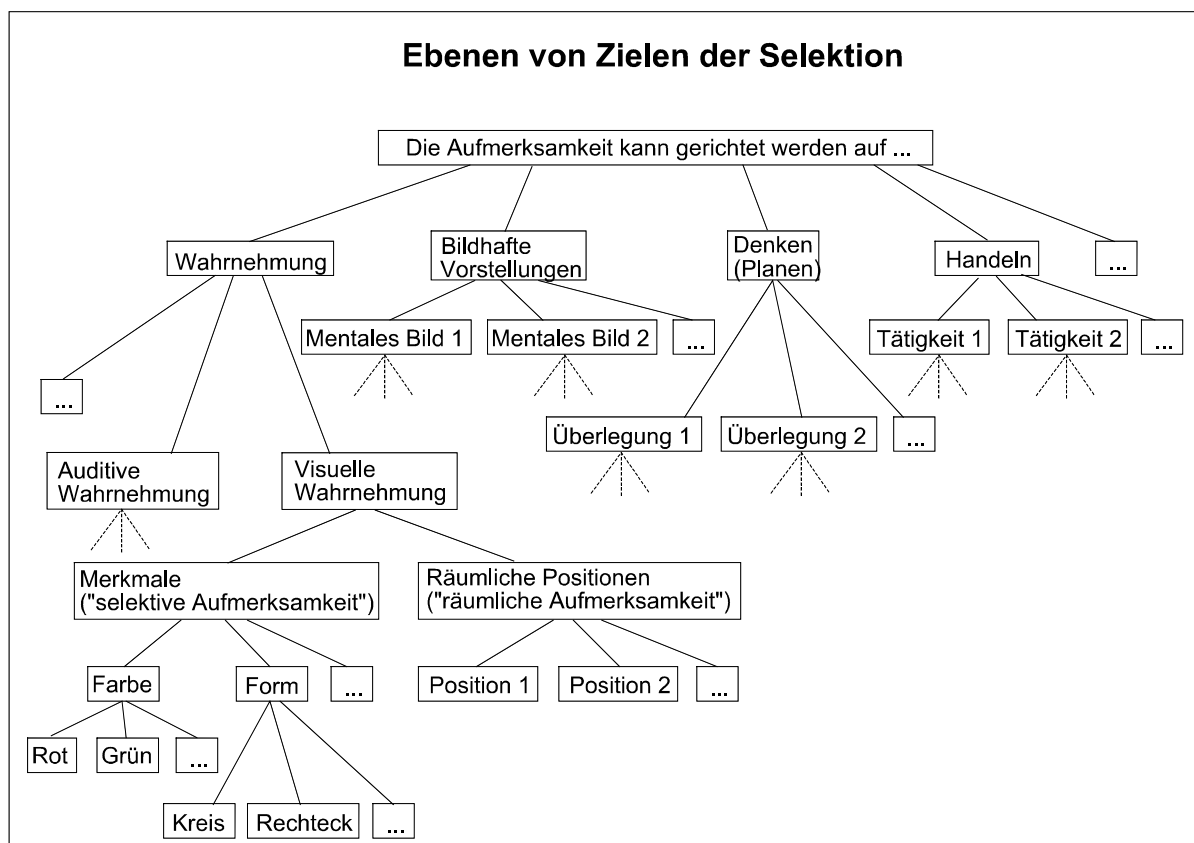 Ebenen von Zielen der Selektion
Die Aufmerksamkeit kann gerichtet werden auf ...
Wahrnehmung
Bildhafte
Vorstellungen
Denken
(Planen)
Handeln
...
Mentales Bild 1
Mentales Bild 2
...
Tätigkeit 1
Tätigkeit 2
...
...
Überlegung 1
Überlegung 2
...
Auditive
Wahrnehmung
Visuelle
Wahrnehmung
Merkmale
("selektive Aufmerksamkeit")
Räumliche Positionen
("räumliche Aufmerksamkeit")
Farbe
Form
...
Position 1
Position 2
...
Rot
Grün
...
Kreis
Rechteck
...